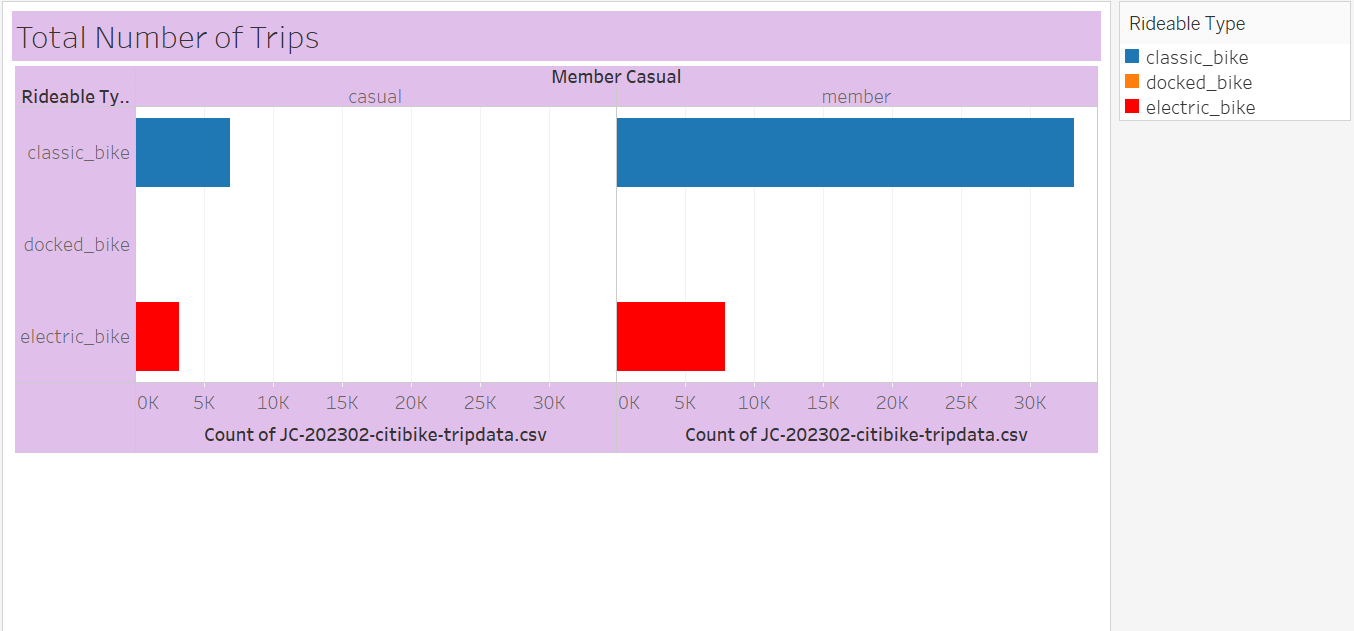 Total Number of Trips
Member Casual
Rideable Ty.. casual member
classic_bike
docked_bike
electric_bike
0K 5K 10K 15K 20K 25K 30K 0K 5K 10K 15K 20K 25K 30K
Count of JC-202302-citibike-tripdata.csv Count of JC-202302-citibike-tripdata.csv
Rideable Type
classic_bike
docked_bike
electric_bike